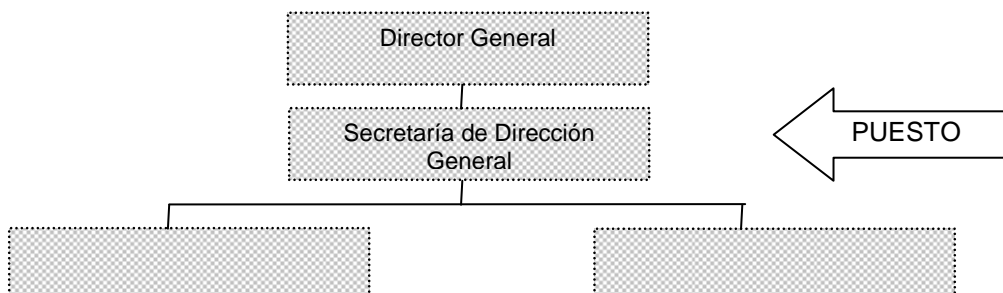 Director General
Secretaría de Dirección
General
PUESTO